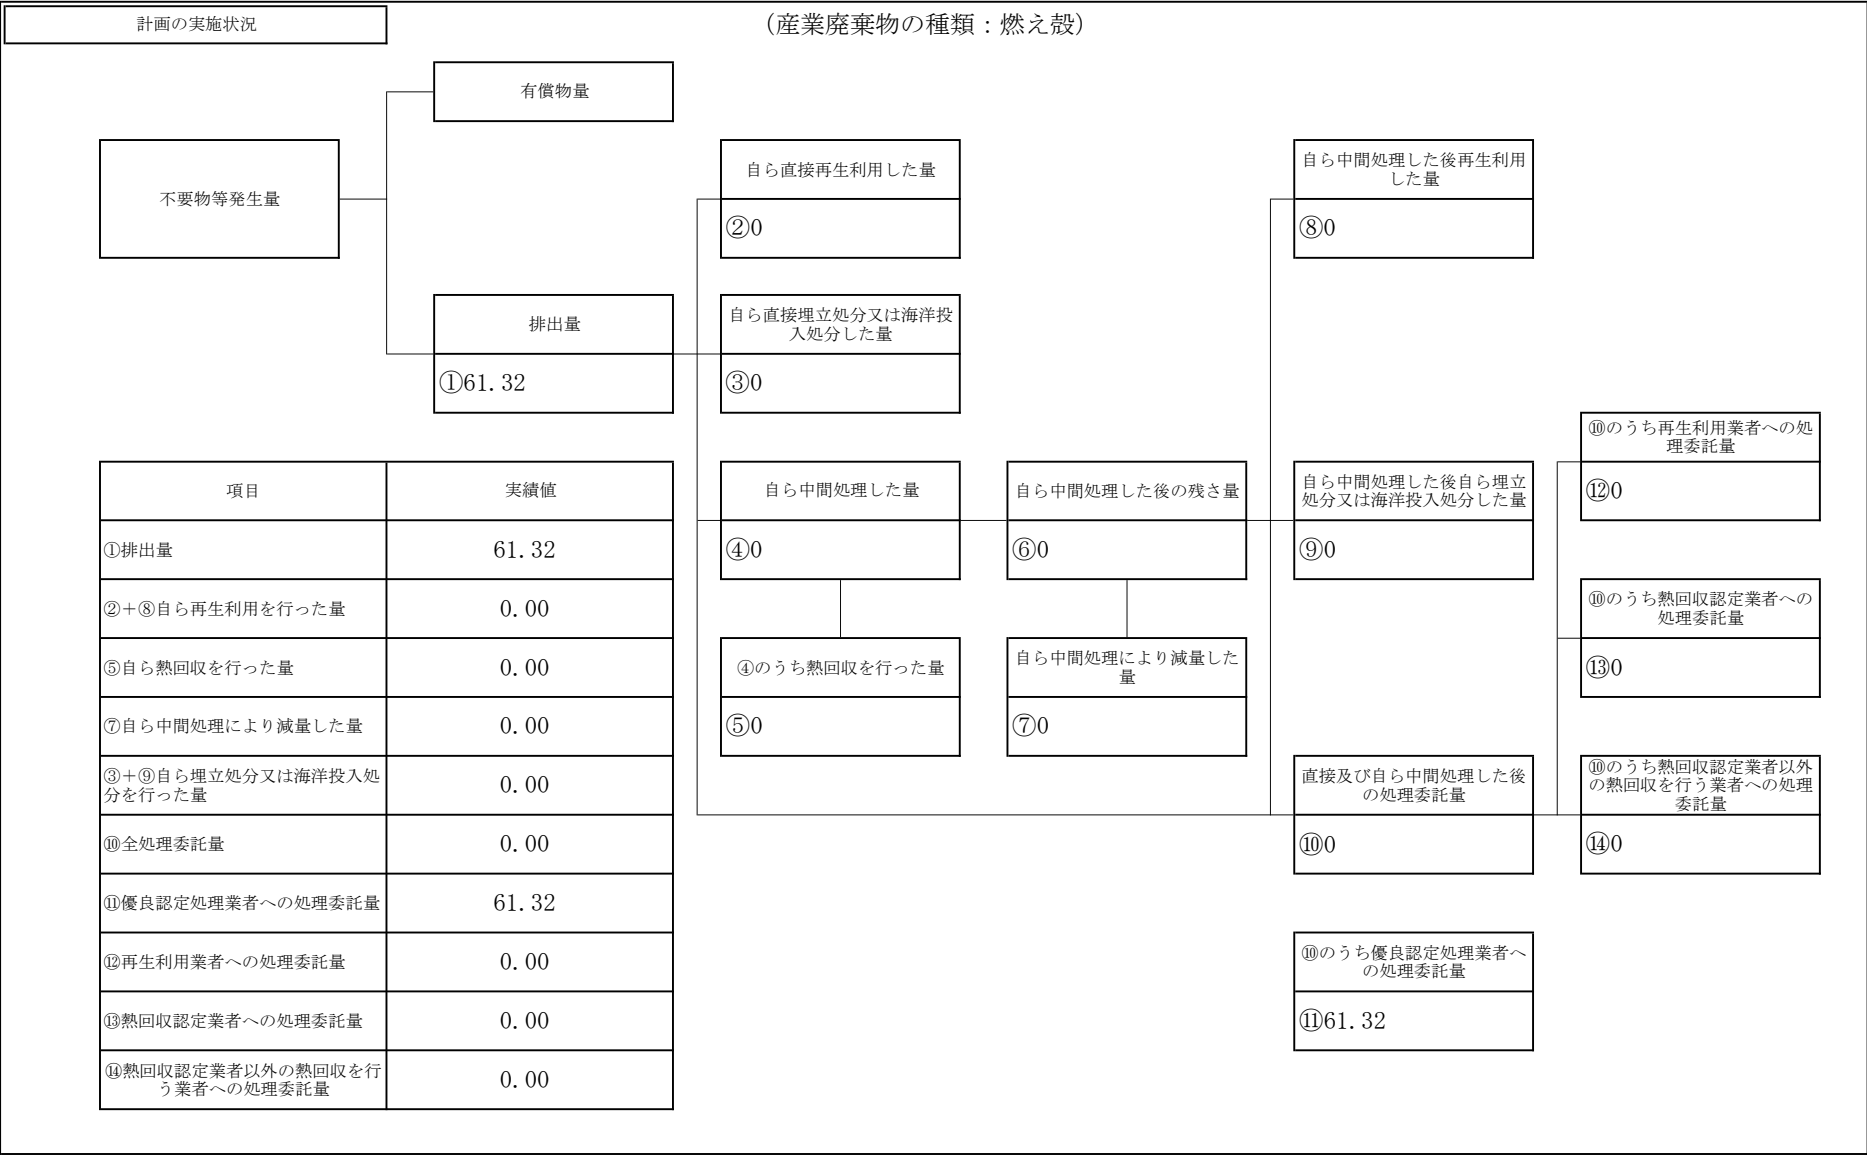 計画の実施状況
（産業廃棄物の種類：燃え殻）
有償物量
不要物等発生量
自ら直接再生利用した量
②0
自ら中間処理した後再生利用
した量
⑧0
排出量
①61.32
自ら直接埋立処分又は海洋投
入処分した量
③0
⑩のうち再生利用業者への処
理委託量
⑫0
自ら中間処理した量
④0
自ら中間処理した後の残さ量
⑥0
自ら中間処理した後自ら埋立
処分又は海洋投入処分した量
⑨0
⑩のうち熱回収認定業者への
処理委託量
⑬0
④のうち熱回収を行った量
⑤0
自ら中間処理により減量した
量
⑦0
直接及び自ら中間処理した後
の処理委託量
⑩0
⑩のうち熱回収認定業者以外
の熱回収を行う業者への処理
委託量
⑭0
⑩のうち優良認定処理業者へ
の処理委託量
⑪61.32
項目 実績値
①排出量 61.32
②＋⑧自ら再生利用を行った量 0.00
⑤自ら熱回収を行った量 0.00
⑦自ら中間処理により減量した量 0.00
③＋⑨自ら埋立処分又は海洋投入処
分を行った量 0.00
⑩全処理委託量 0.00
⑪優良認定処理業者への処理委託量 61.32
⑫再生利用業者への処理委託量 0.00
⑬熱回収認定業者への処理委託量 0.00
⑭熱回収認定業者以外の熱回収を行
う業者への処理委託量 0.00